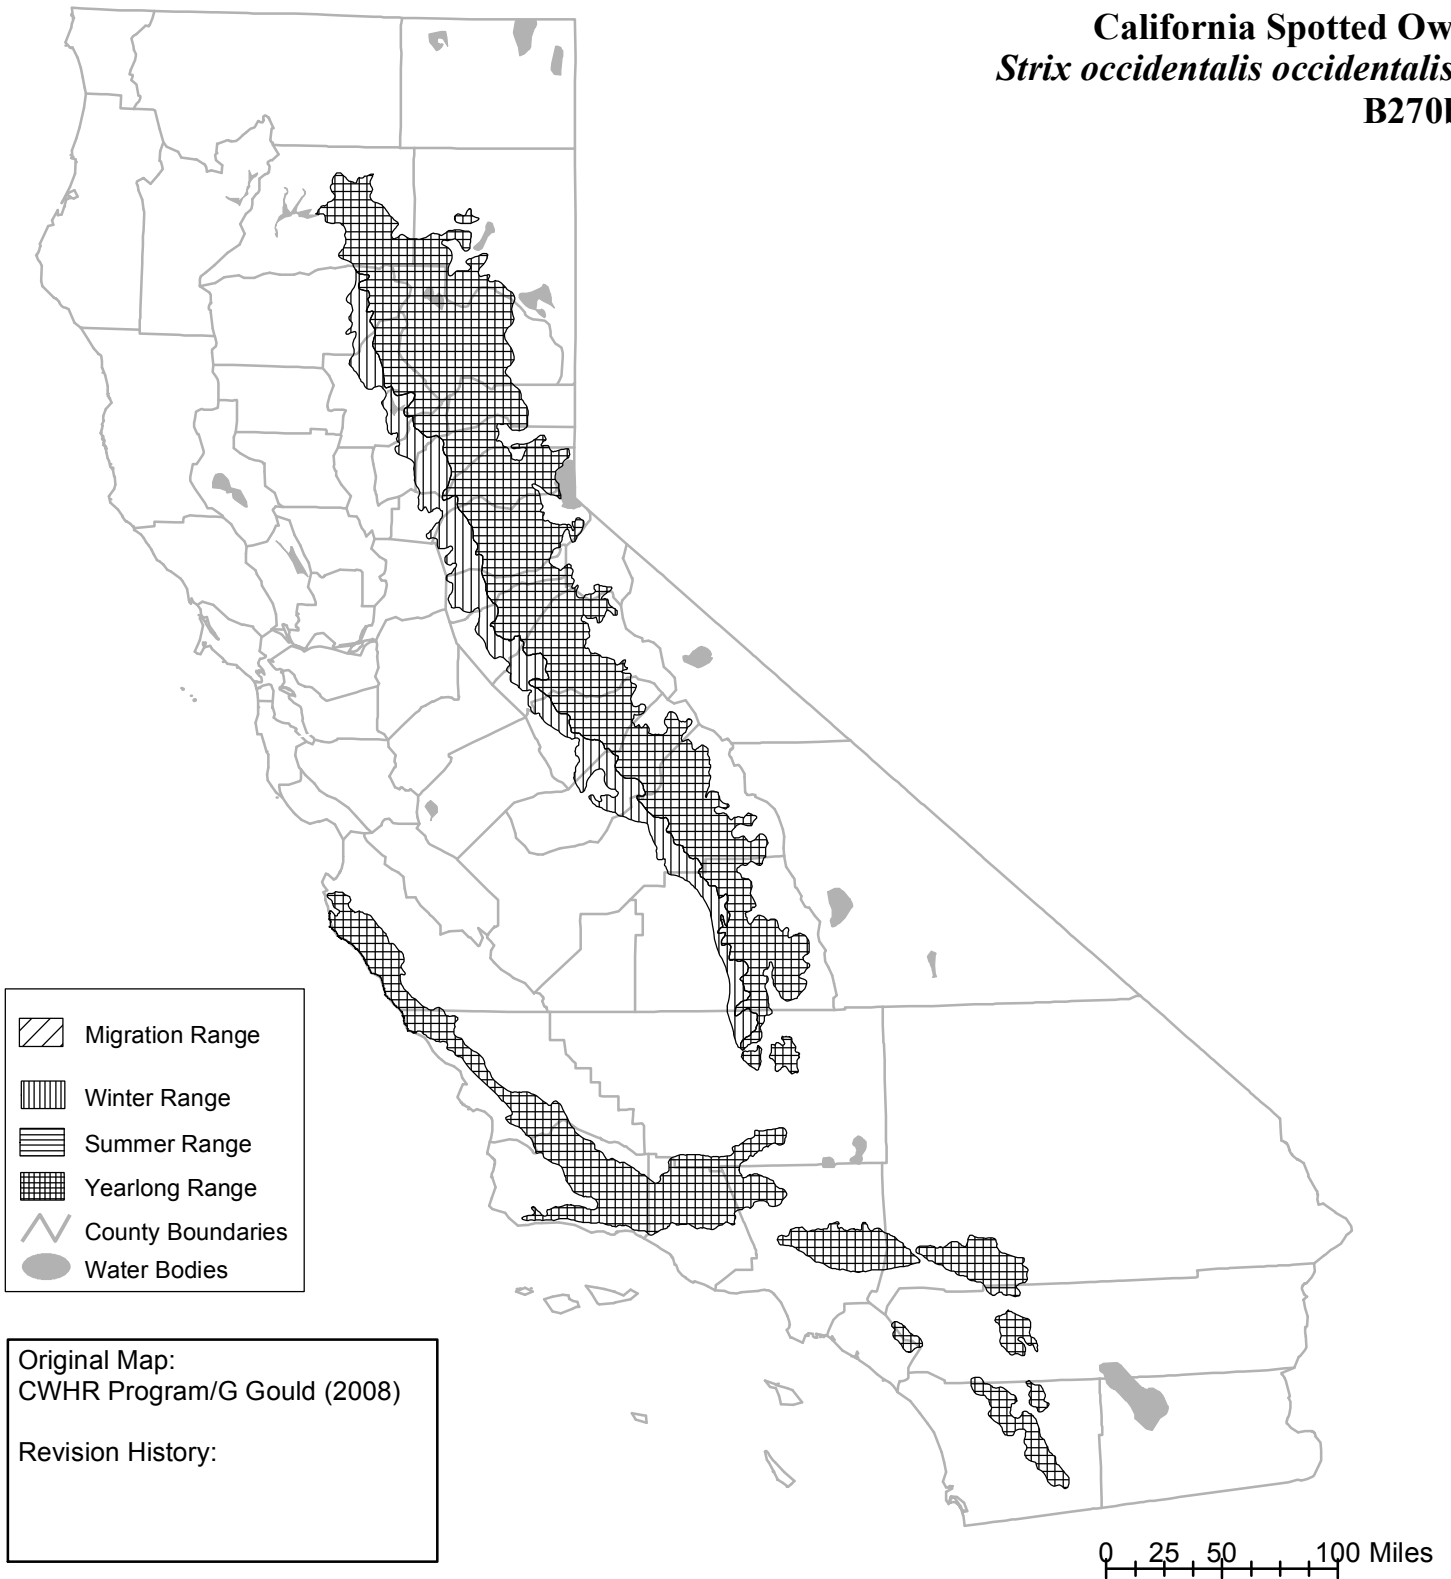 California Spotted Ow
Strix occidentalis occidentalis
B270
Migration Range
Winter Range
Summer Range
Yearlong Range
County Boundaries
Water Bodies
Original Map:
CWHR Program/G Gould (2008)
Revision History:
0 25 50 100 Miles